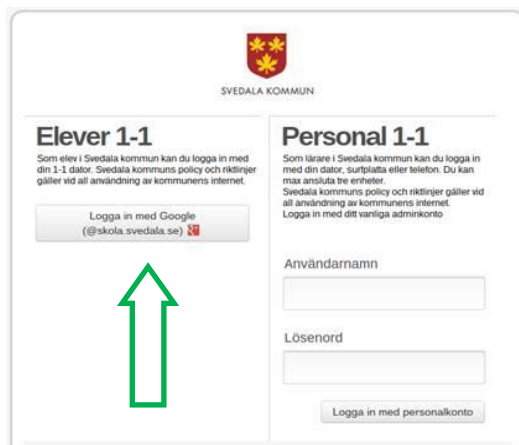 SVEDALA KOMMUN
Elever 1-1
Som elev i Svedala kommun kan du logga in med
din 1-1 dator. Svedala kommuns policy och riktlinjer
gäller vid all användning av kommunens internet.
Logga in med Google
(@skola.svedala.se)
Personal 1-1
Som lärare i Svedala kommun kan du logga in
med din dator, surfplatta eller telefon. Du kan
max ansluta tre enheter.
Svedala kommuns policy och riktlinjer gäller vid
all användning av kommunens internet.
Logga in med ditt vanliga adminkonto
Användarnamn
Lösenord
Logga in med personalkonto